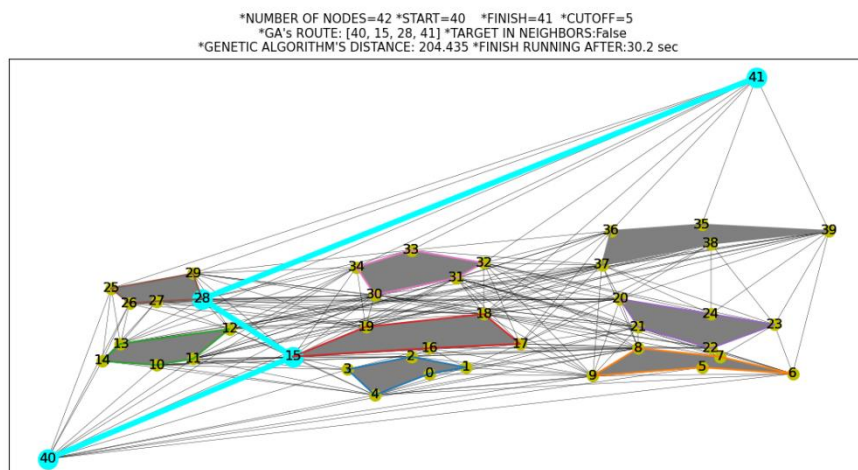 *NUMBER OF NODES=42 *START=40 *FINISH=41 *CUTOFF=5
*GA's ROUTE: [40, 15, 28, 41] *TARGET IN NEIGHBORS:False
*GENETIC ALGORITHM'S DISTANCE: 204.435 *FINISH RUNNING AFTER:30.2 sec
41
36 35 39
38
33
34 32 37
31
25 29
26 27 28 30 20
24
18
19 21 23
12
13
16 17 8 22
14 10 11 15 2 7
3 0 1 9 5 6
4
40